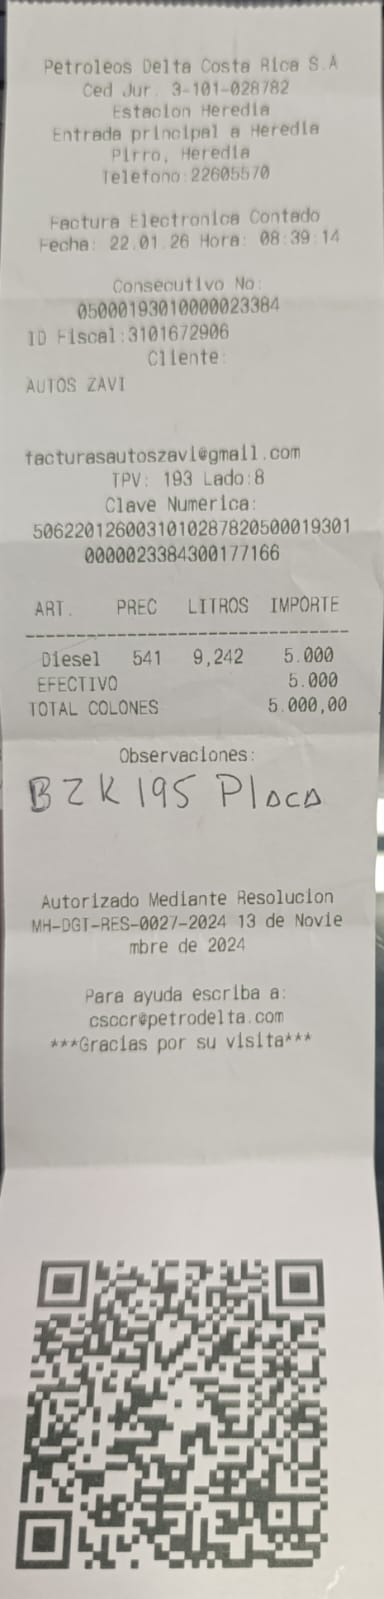 Petroleos Delta Costa Rica S.A
Ced Jur. 3-101-028782
Estacion Heredia
Entrada principal a Heredia
Pirro, Heredia
Telefono:22605570
Factura Electronica Contado
Fecha: 22.01.26 Hora: 08:39:14
Consecutivo No:
05000193010000023384
ID Fiscal:3101672906
Cliente:
AUTOS ZAVI
facturasautoszavi@gmail.com
TPV: 193 Lado:8
Clave Numerica:
5062201260031010287820500019301
0000023384300177166
ART. PREC LITROS IMPORTE
Diesel 541 9,242 5.000
EFECTIVO 5.000
TOTAL COLONES 5.000,00
Observaciones:
BZK195 Placa
Autorizado Mediante Resolucion
MH-DGT-RES-0027-2024 13 de Novie
mbre de 2024
Para ayuda escriba a:
csccr@petrodelta.com
***Gracias por su visita***